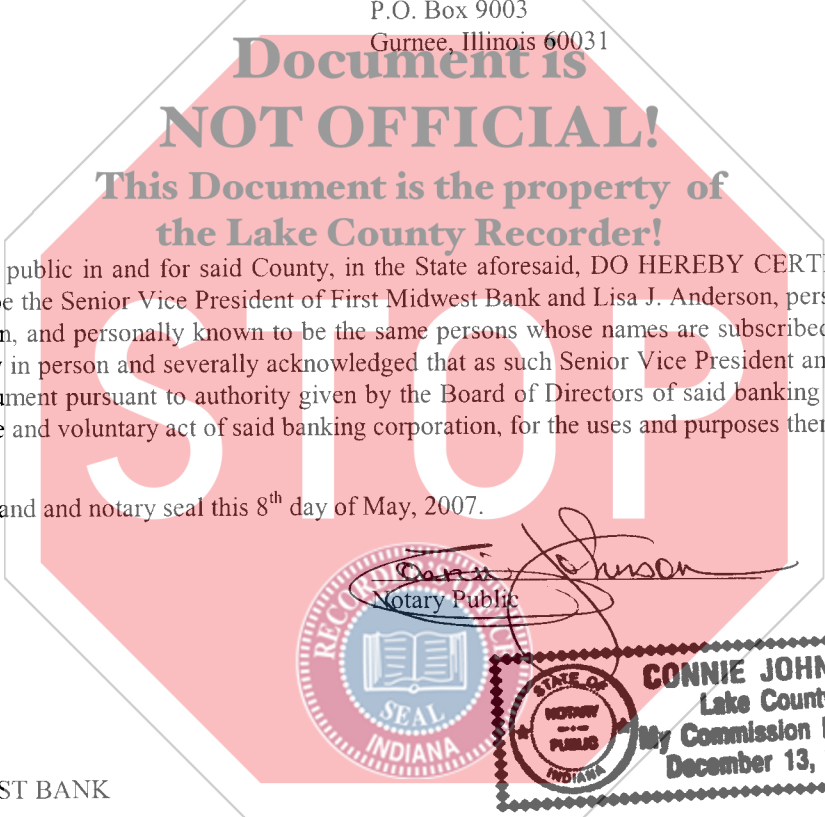 P.O. Box 9003
Gurnee, Illinois 60031
Document is
NOT OFFICIAL!
This Document is the property of
the Lake County Recorder!
public in and for said County, in the State aforesaid, DO HEREBY CERT
be the Senior Vice President of First Midwest Bank and Lisa J. Anderson, pers
n, and personally known to be the same persons whose names are subscribed
y in person and severally acknowledged that as such Senior Vice President an
ument pursuant to authority given by the Board of Directors of said banking
e and voluntary act of said banking corporation, for the uses and purposes ther
STOP
and and notary seal this 8th day of May, 2007.
Connie Johnson
Notary Public
RECORDER'S OFFICE
SEAL
INDIANA
STATE OF
NOTARY
PUBLIC
INDIANA
CONNIE JOHN
Lake County
My Commission
December 13,
ST BANK